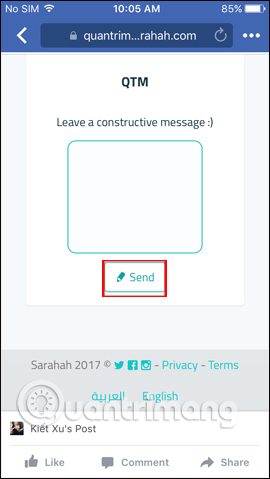 No SIM 10:05 AM 85%
quantrim...rahah.com
QTM
Leave a constructive message :)
Send
Sarahah 2017 © - Privacy - Terms
العربية English
Quantrimang
Kiết Xu's Post
Like Comment Share